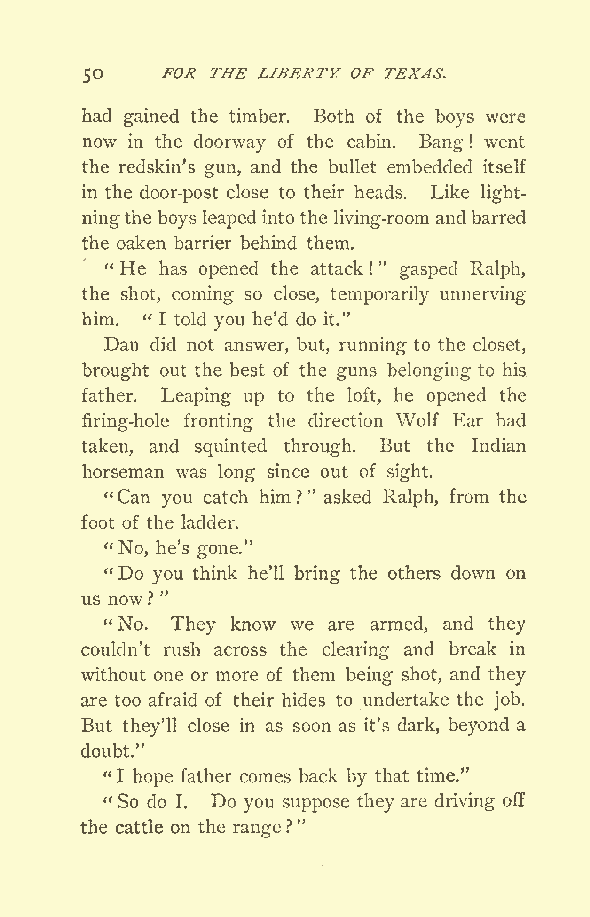 50 FOR THE LIBERTY OF TEXAS.
had gained the timber. Both of the boys were
now in the doorway of the cabin. Bang! went
the redskin's gun, and the bullet embedded itself
in the door-post close to their heads. Like light-
ning the boys leaped into the living-room and barred
the oaken barrier behind them.
"He has opened the attack!" gasped Ralph,
the shot, coming so close, temporarily unnerving
him. "I told you he'd do it."
Dan did not answer, but, running to the closet,
brought out the best of the guns belonging to his
father. Leaping up to the loft, he opened the
firing-hole fronting the direction Wolf Ear had
taken, and squinted through. But the Indian
horseman was long since out of sight.
"Can you catch him?" asked Ralph, from the
foot of the ladder.
"No, he's gone."
"Do you think he'll bring the others down on
us now?"
"No. They know we are armed, and they
couldn't rush across the clearing and break in
without one or more of them being shot, and they
are too afraid of their hides to undertake the job.
But they'll close in as soon as it's dark, beyond a
doubt."
"I hope father comes back by that time."
"So do I. Do you suppose they are driving off
the cattle on the range?"